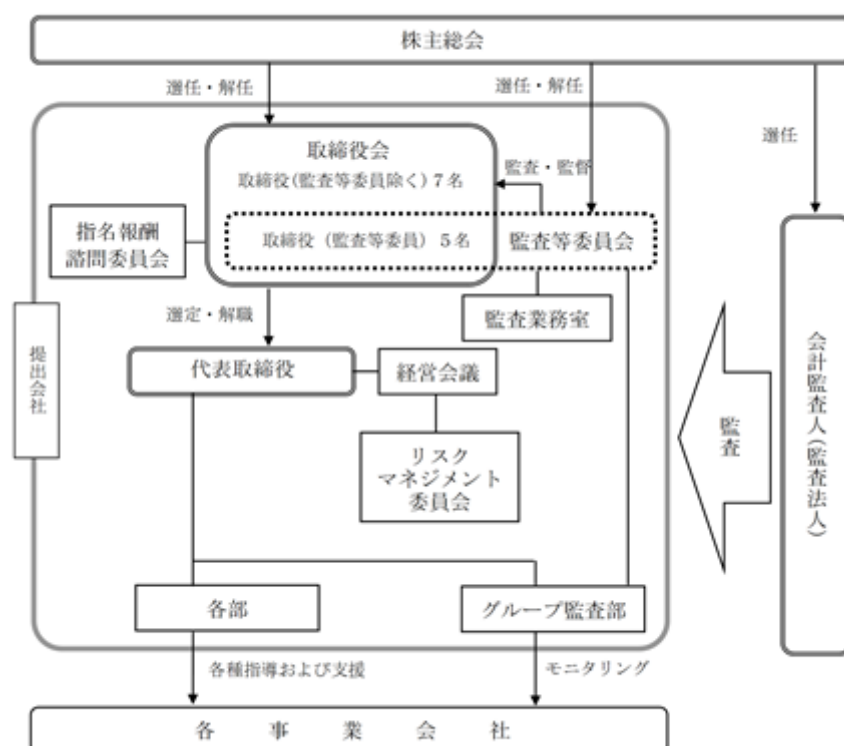 株主総会
選任・解任
選任・解任
選任
取締役会
取締役(監査等委員除く)7名
監査・監督
指名報酬
諮問委員会
取締役(監査等委員)5名
監査等委員会
監査業務室
選定・解職
提出会社
代表取締役
経営会議
リスク
マネジメント
委員会
監査
会計監査人(監査法人)
各部
グループ監査部
各種指導および支援
モニタリング
各事業会社